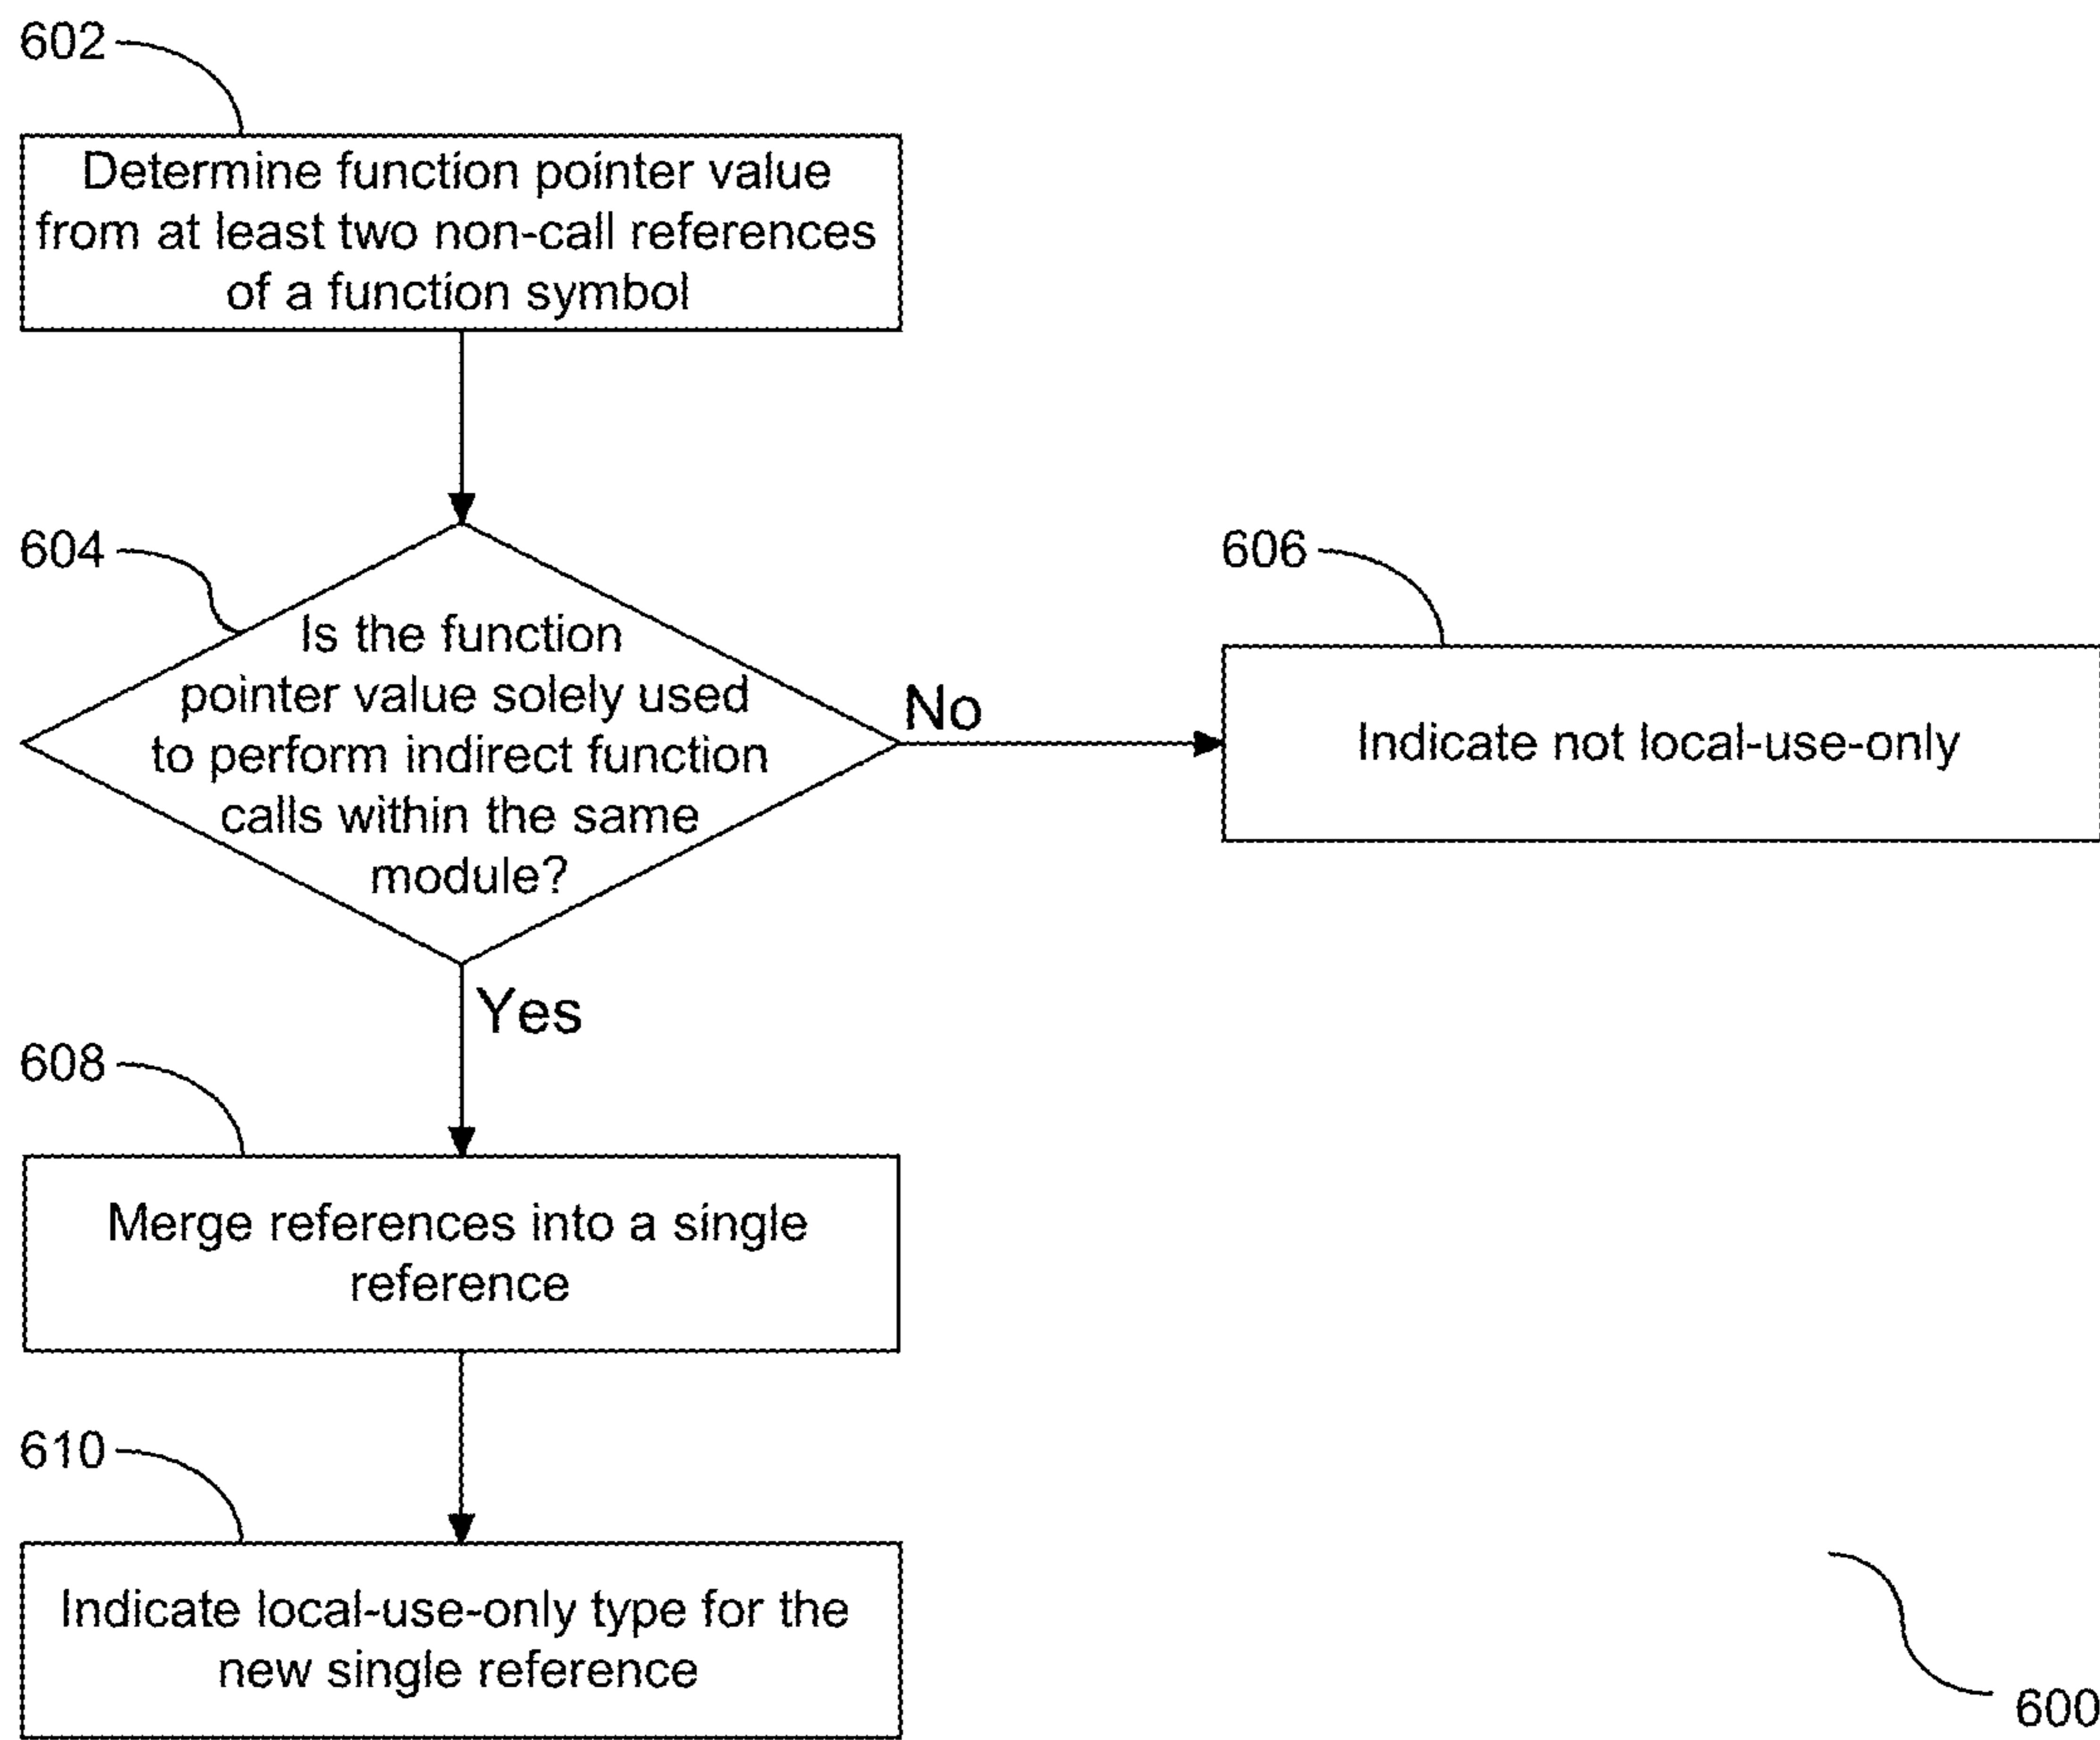 602
Determine function pointer value
from at least two non-call references
of a function symbol
604
Is the function
pointer value solely used
to perform indirect function
calls within the same
module?
No
606
Indicate not local-use-only
Yes
608
Merge references into a single
reference
610
Indicate local-use-only type for the
new single reference
600